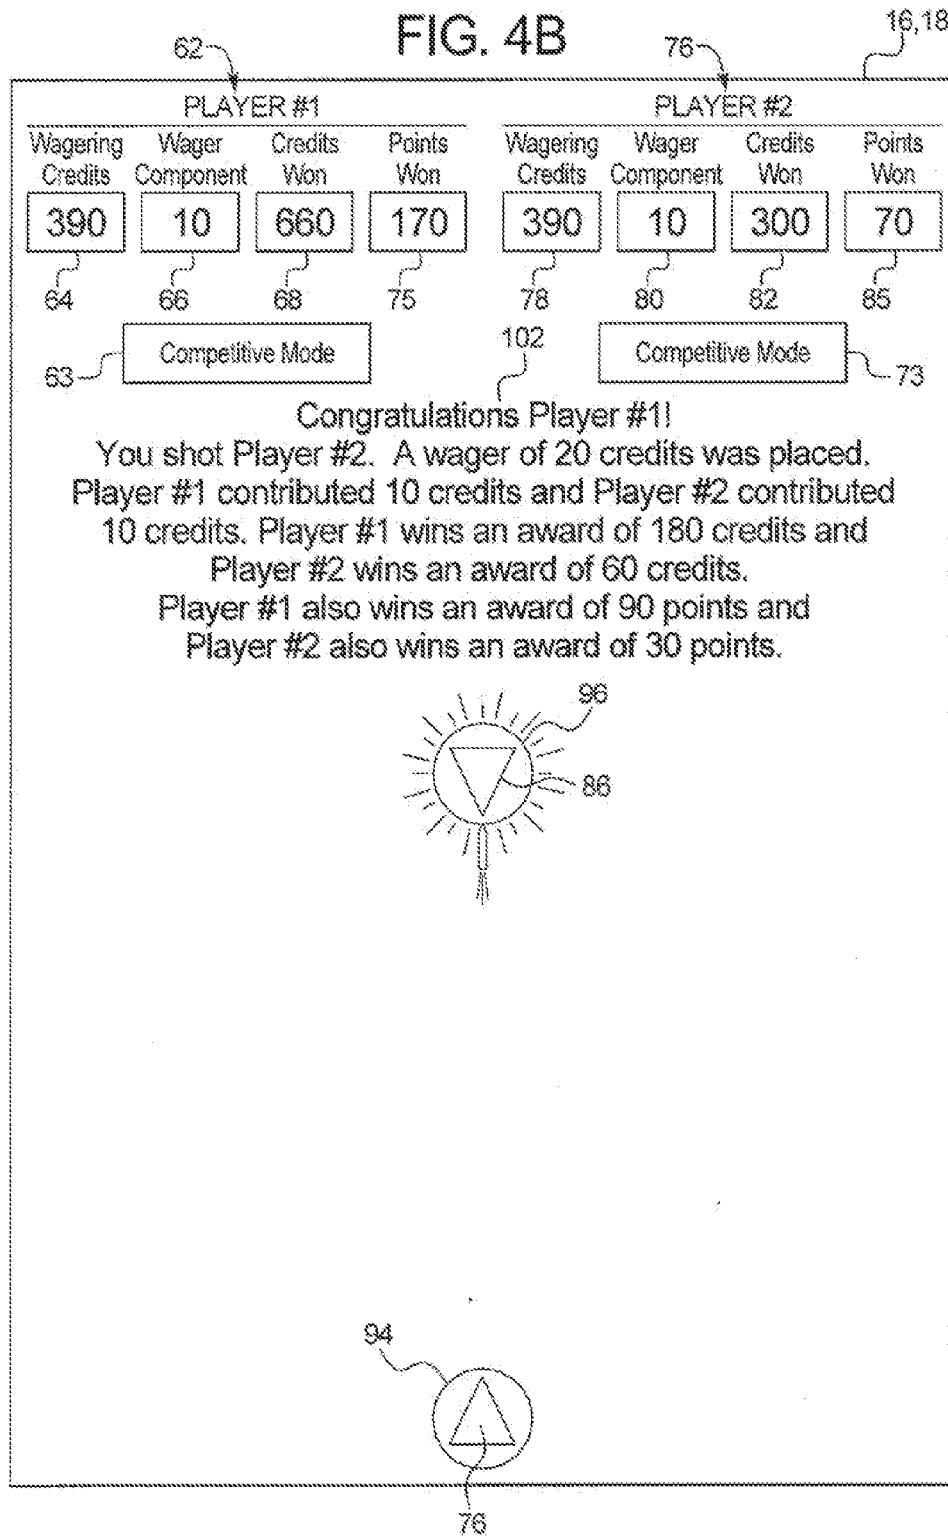 FIG. 4B
16,18
62
76
PLAYER #1
PLAYER #2
Wagering Credits
Wager Component
Credits Won
Points Won
Wagering Credits
Wager Component
Credits Won
Points Won
390
10
660
170
390
10
300
70
64
66
68
75
78
80
82
85
63
Competitive Mode
102
Competitive Mode
73
Congratulations Player #1!
You shot Player #2. A wager of 20 credits was placed.
Player #1 contributed 10 credits and Player #2 contributed
10 credits. Player #1 wins an award of 180 credits and
Player #2 wins an award of 60 credits.
Player #1 also wins an award of 90 points and
Player #2 also wins an award of 30 points.
96
86
94
76